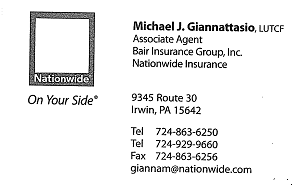 Michael J. Giannattasio, LUTCF
Associate Agent
Bair Insurance Group, Inc.
Nationwide Insurance
Nationwide
On Your Side®
9345 Route 30
Irwin, PA 15642
Tel 724-863-6250
Tel 724-929-9660
Fax 724-863-6256
giannam@nationwide.com